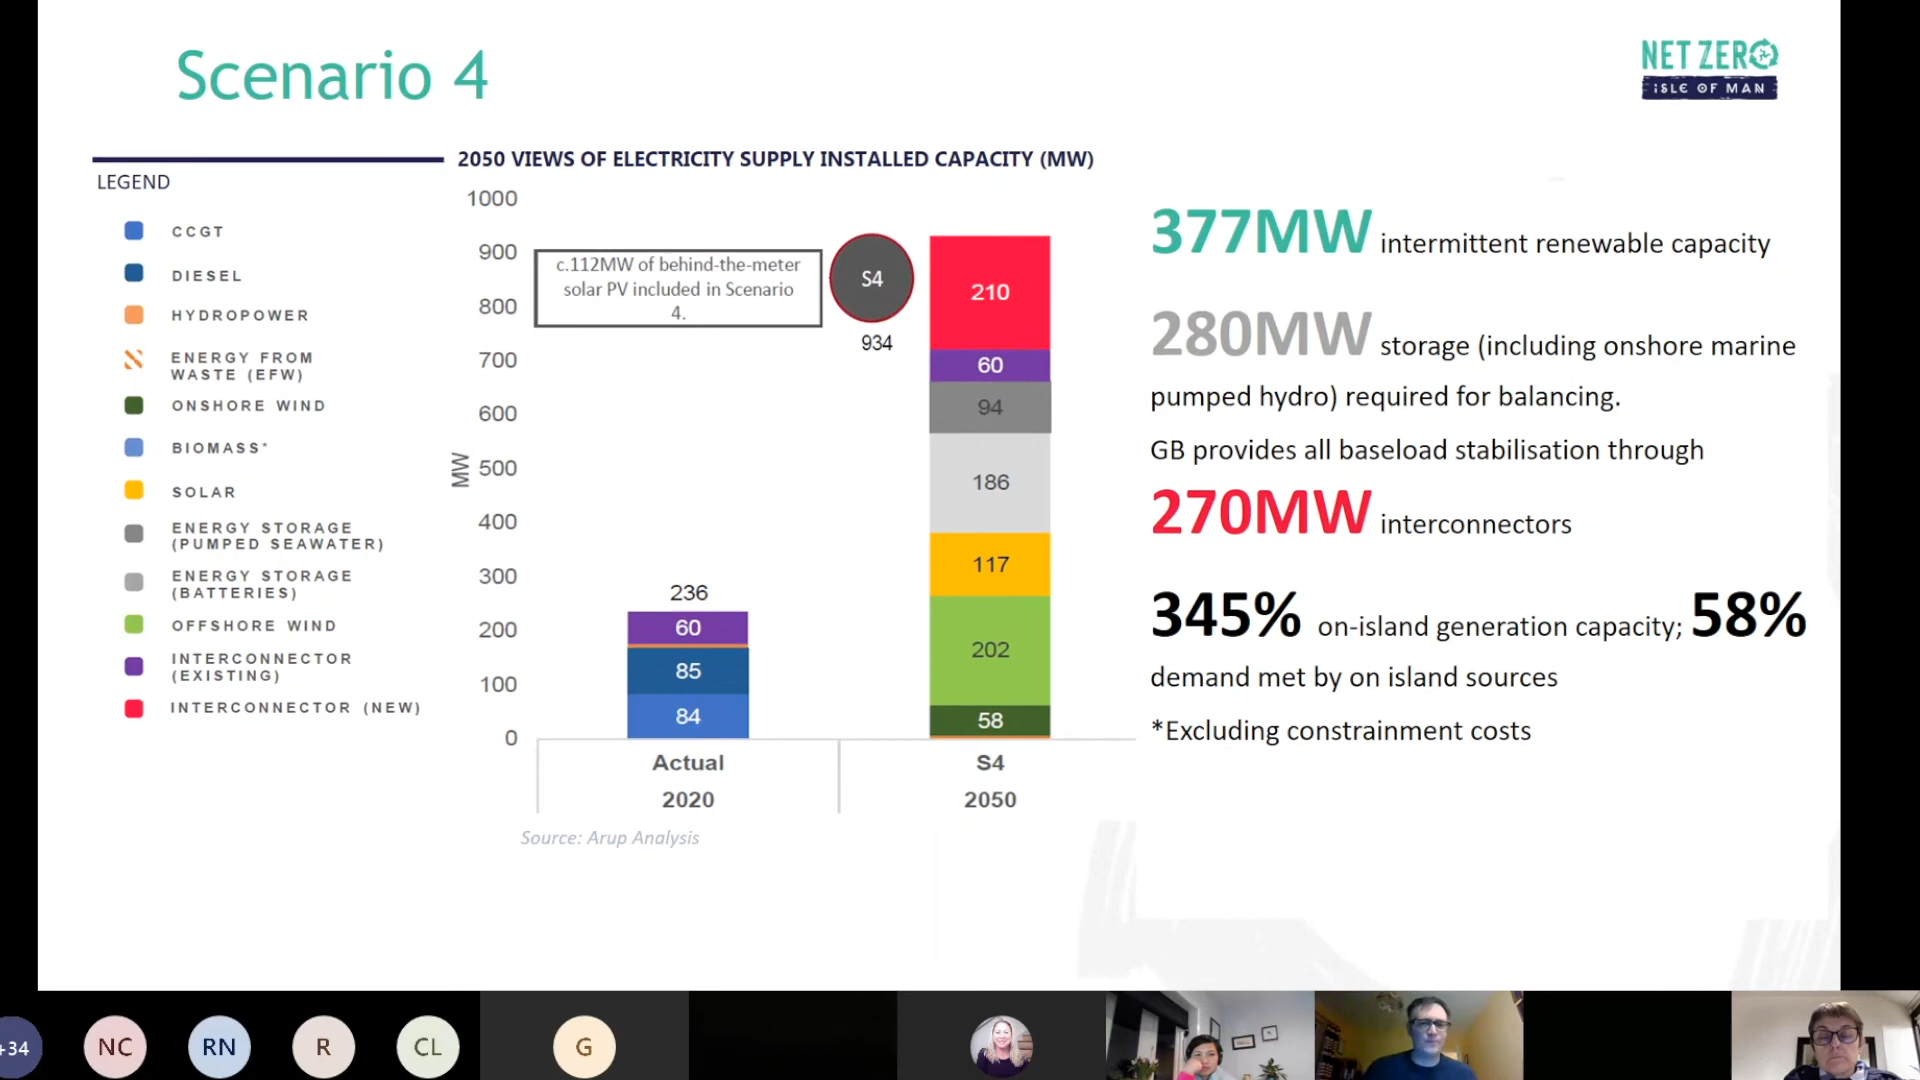 Scenario 4
NET ZERO
ISLE OF MAN
2050 VIEWS OF ELECTRICITY SUPPLY INSTALLED CAPACITY (MW)
LEGEND
CCGT
DIESEL
HYDROPOWER
ENERGY FROM
WASTE (EFW)
ONSHORE WIND
BIOMASS*
SOLAR
ENERGY STORAGE
(PUMPED SEAWATER)
ENERGY STORAGE
(BATTERIES)
OFFSHORE WIND
INTERCONNECTOR
(EXISTING)
INTERCONNECTOR (NEW)
MW
1000
900
800
700
600
500
400
300
200
100
0
c.112MW of behind-the-meter
solar PV included in Scenario
4.
S4
934
236
60
85
84
210
60
94
186
117
202
58
Actual
2020
S4
2050
Source: Arup Analysis
377MW intermittent renewable capacity
280MW storage (including onshore marine
pumped hydro) required for balancing.
GB provides all baseload stabilisation through
270MW interconnectors
345% on-island generation capacity; 58%
demand met by on island sources
*Excluding constrainment costs
+34
NC
RN
R
CL
G